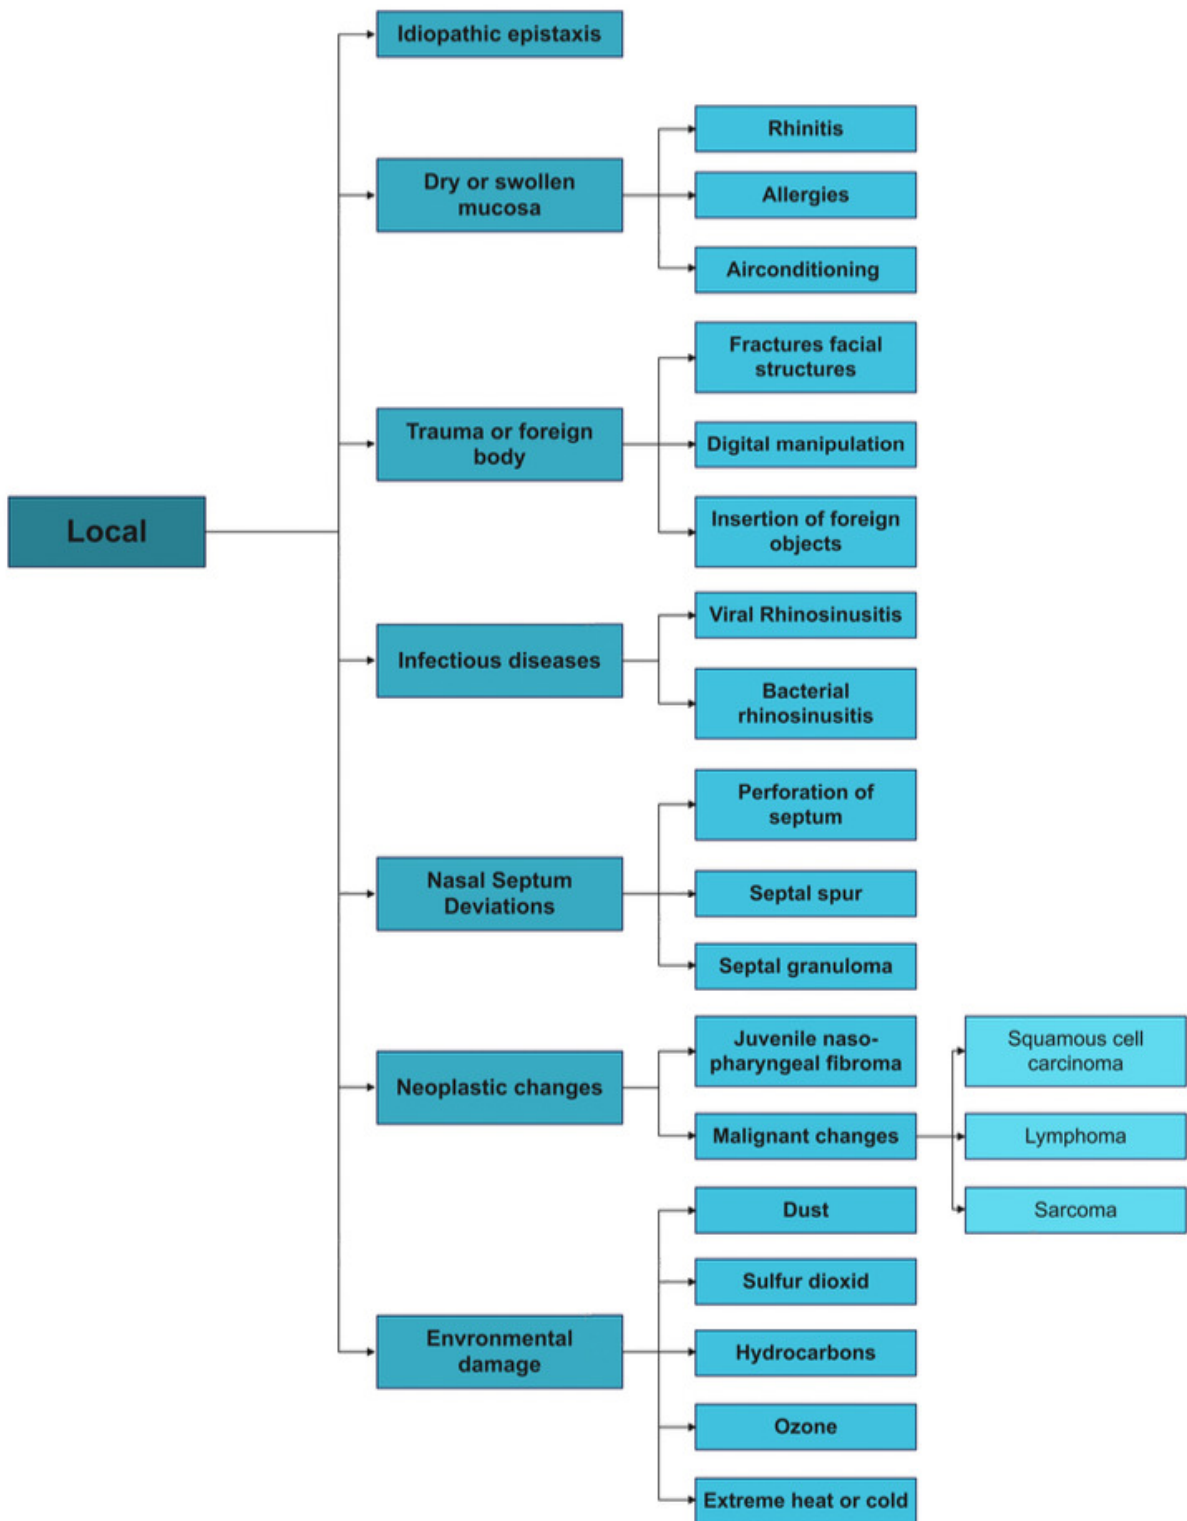 Idiopathic epistaxis
Rhinitis
Dry or swollen
mucosa
Allergies
Airconditioning
Fractures facial
structures
Trauma or foreign
body
Digital manipulation
Local
Insertion of foreign
objects
Viral Rhinosinusitis
Infectious diseases
Bacterial
rhinosinusitis
Perforation of
septum
Nasal Septum
Deviations
Septal spur
Septal granuloma
Juvenile naso-
pharyngeal fibroma
Squamous cell
carcinoma
Neoplastic changes
Malignant changes
Lymphoma
Sarcoma
Dust
Sulfur dioxid
Envronmental
damage
Hydrocarbons
Ozone
Extreme heat or cold